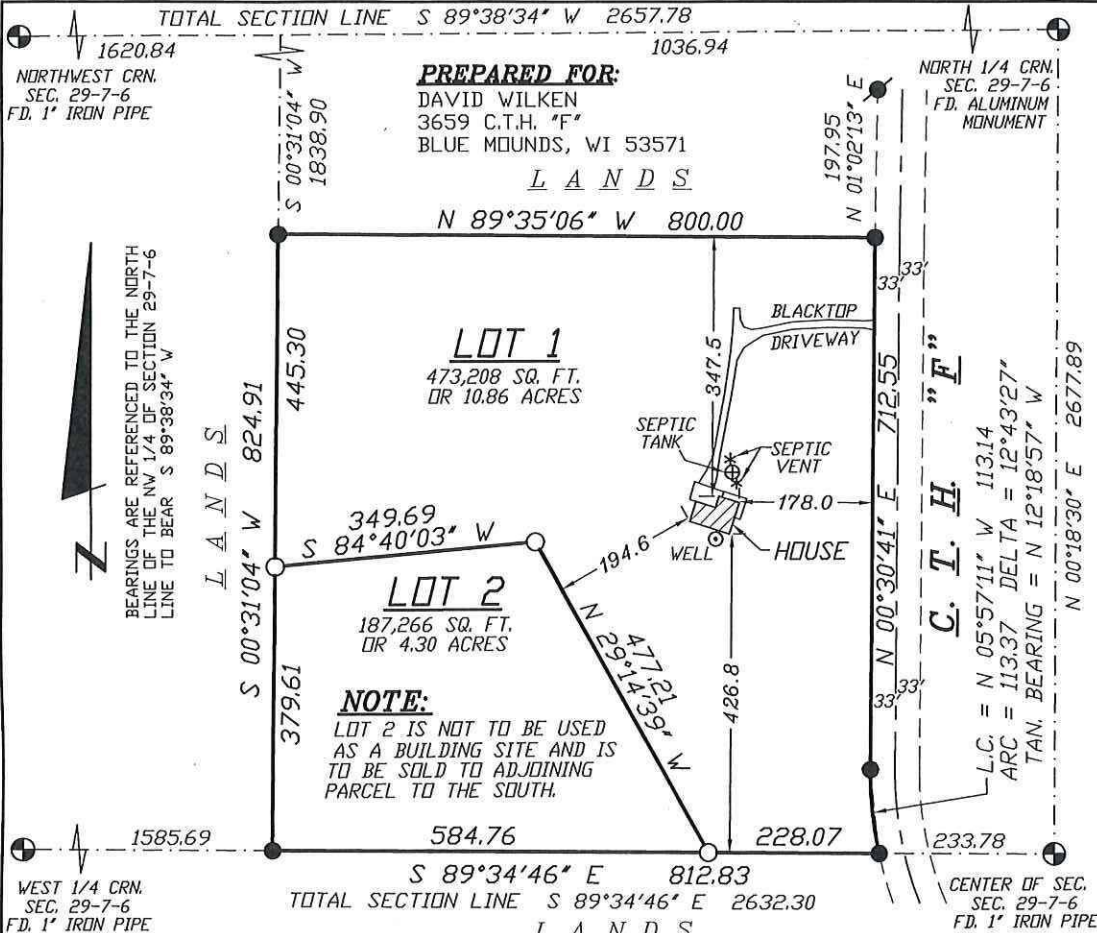 TOTAL SECTION LINE S 89°38'34" W 2657.78
1620.84
1036.94
NORTHWEST CRN.
SEC. 29-7-6
FD. 1" IRON PIPE
S 00°31'04" W
1838.90
PREPARED FOR:
DAVID WILKEN
3659 C.T.H. "F"
BLUE MOUNDS, WI 53571
NORTH 1/4 CRN.
SEC. 29-7-6
FD. ALUMINUM
MONUMENT
197.95
N 01°02'13" E
L A N D S
N 89°35'06" W 800.00
33' 33'
BEARINGS ARE REFERENCED TO THE NORTH
LINE OF THE NW 1/4 OF SECTION 29-7-6
LINE TO BEAR S 89°38'34" W
L A N D S
S 00°31'04" W 824.91
445.30
LOT 1
473,208 SQ. FT.
OR 10.86 ACRES
347.5
BLACKTOP
DRIVEWAY
SEPTIC
TANK
SEPTIC
VENT
178.0
WELL
HOUSE
194.6
N 00°30'41" E 712.55
C. T. H. "F"
N 00°18'30" E 2677.89
349.69
S 84°40'03" W
LOT 2
187,266 SQ. FT.
OR 4.30 ACRES
379.61
477.21
N 29°14'39" W
426.8
33' 33'
L.C. = N 05°57'11" W 113.14
ARC = 113.37 DELTA = 12°43'27"
TAN. BEARING = N 12°18'57" W
NOTE:
LOT 2 IS NOT TO BE USED
AS A BUILDING SITE AND IS
TO BE SOLD TO ADJOINING
PARCEL TO THE SOUTH.
1585.69
584.76
228.07
233.78
S 89°34'46" E 812.83
WEST 1/4 CRN.
SEC. 29-7-6
FD. 1" IRON PIPE
TOTAL SECTION LINE S 89°34'46" E 2632.30
CENTER OF SEC.
SEC. 29-7-6
FD. 1" IRON PIPE
L A N D S